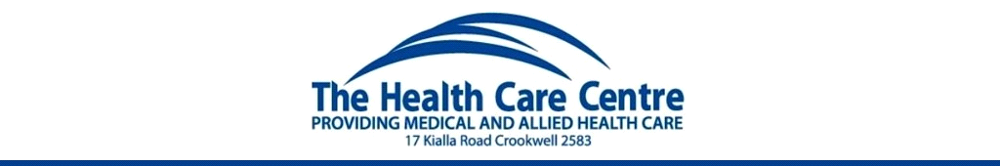 The Health Care Centre
PROVIDING MEDICAL AND ALLIED HEALTH CARE
17 Kialla Road Crookwell 2583